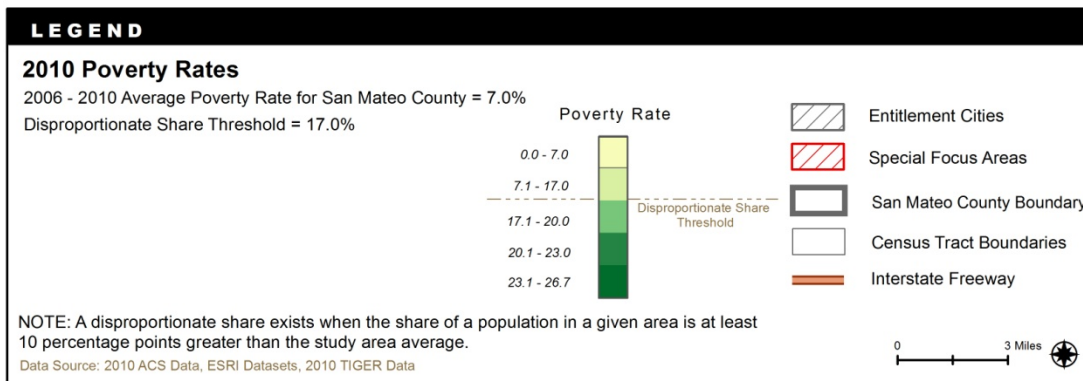 LEGEND
2010 Poverty Rates
2006 - 2010 Average Poverty Rate for San Mateo County = 7.0%
Disproportionate Share Threshold = 17.0%
Poverty Rate
0.0 - 7.0
7.1 - 17.0
Disproportionate Share
Threshold
17.1 - 20.0
20.1 - 23.0
23.1 - 26.7
Entitlement Cities
Special Focus Areas
San Mateo County Boundary
Census Tract Boundaries
Interstate Freeway
NOTE: A disproportionate share exists when the share of a population in a given area is at least
10 percentage points greater than the study area average.
Data Source: 2010 ACS Data, ESRI Datasets, 2010 TIGER Data
0 3 Miles